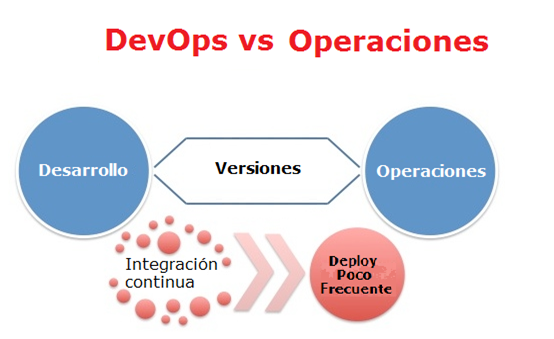 DevOps vs Operaciones
Desarrollo
Versiones
Operaciones
Integración
continua
Deploy
Poco
Frecuente